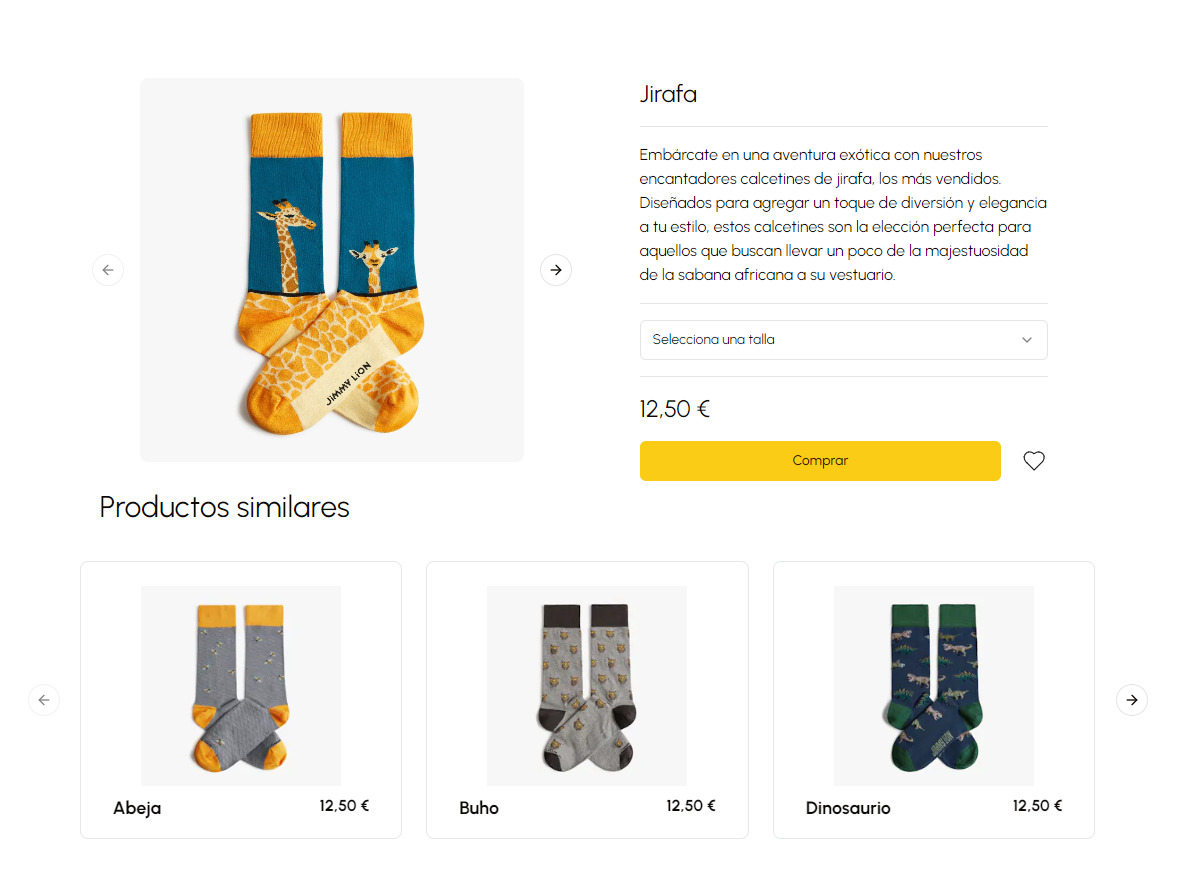 Jirafa
Embárcate en una aventura exótica con nuestros
encantadores calcetines de jirafa, los más vendidos.
Diseñados para agregar un toque de diversión y elegancia
a tu estilo, estos calcetines son la elección perfecta para
aquellos que buscan llevar un poco de la majestuosidad
de la sabana africana a su vestuario.
JiMMY LiON
Selecciona una talla
12,50 €
Comprar
Productos similares
JIMMY LION
Abeja
12,50 €
Buho
12,50 €
Dinosaurio
12,50 €